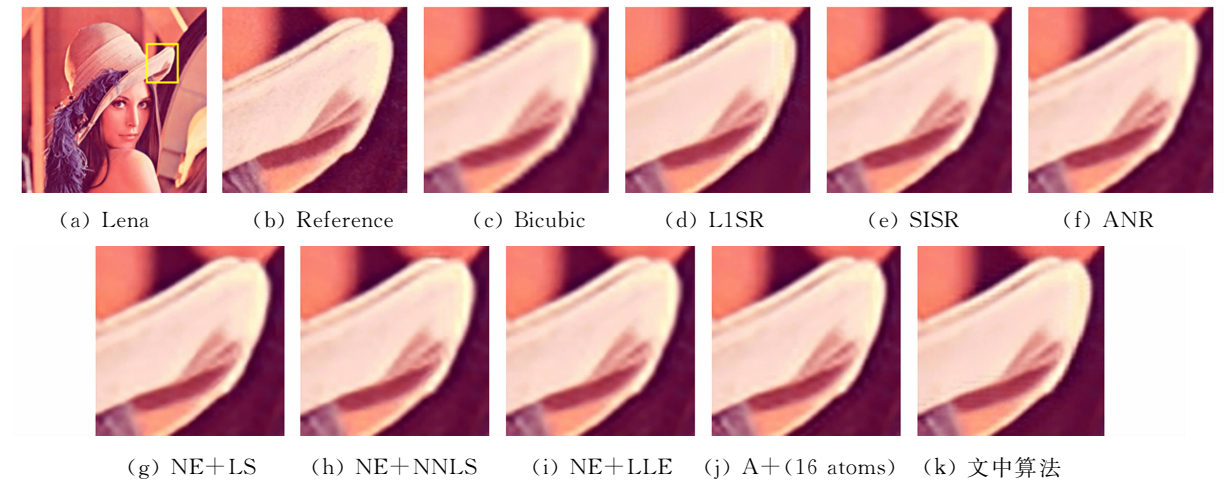 (a) Lena (b) Reference (c) Bicubic (d) L1SR (e) SISR (f) ANR
(g) NE+LS (h) NE+NNLS (i) NE+LLE (j) A+(16 atoms) (k) 文中算法